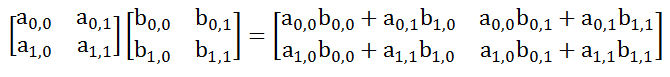 [a₀,₀ a₀,₁] [b₀,₀ b₀,₁] = [a₀,₀b₀,₀ + a₀,₁b₁,₀ a₀,₀b₀,₁ + a₀,₁b₁,₁]
[a₁,₀ a₁,₁] [b₁,₀ b₁,₁] [a₁,₀b₀,₀ + a₁,₁b₁,₀ a₁,₀b₀,₁ + a₁,₁b₁,₁]